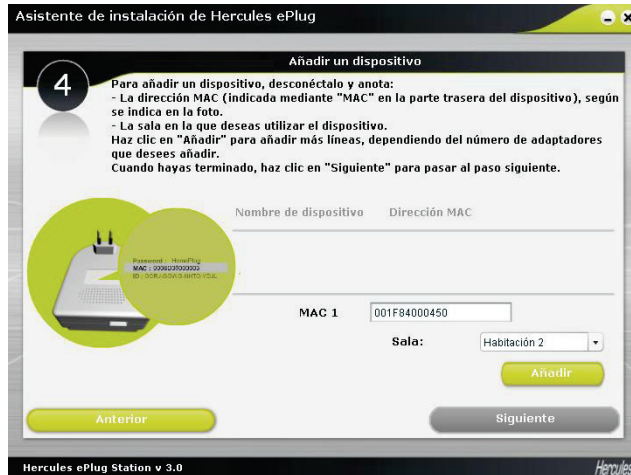 Asistente de instalación de Hercules ePlug
Añadir un dispositivo
4
Para añadir un dispositivo, desconéctalo y anota:
- La dirección MAC (indicada mediante "MAC" en la parte trasera del dispositivo), según
se indica en la foto.
- La sala en la que deseas utilizar el dispositivo.
Haz clic en "Añadir" para añadir más líneas, dependiendo del número de adaptadores
que desees añadir.
Cuando hayas terminado, haz clic en "Siguiente" para pasar al paso siguiente.
Nombre de dispositivo Dirección MAC
Password : HomePlug
MAC :
MAC 1 001F84000450
Sala: Habitación 2
Añadir
Anterior Siguiente
Hercules ePlug Station v 3.0 Hercules